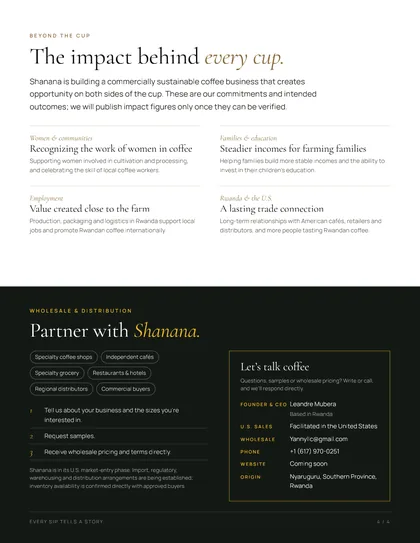 BEYOND THE CUP
The impact behind every cup.
Shanana is building a commercially sustainable coffee business that creates
opportunity on both sides of the cup. These are our commitments and intended
outcomes; we will publish impact figures only once they can be verified.
Women & communities
Recognizing the work of women in coffee
Supporting women involved in cultivation and processing,
and celebrating the skill of local coffee workers.
Families & education
Steadier incomes for farming families
Helping families build more stable incomes and the ability to
invest in their children's education.
Employment
Value created close to the farm
Production, packaging and logistics in Rwanda support local
jobs and promote Rwandan coffee internationally.
Rwanda & the U.S.
A lasting trade connection
Long-term relationships with American cafés, retailers and
distributors, and more people tasting Rwandan coffee.
WHOLESALE & DISTRIBUTION
Partner with Shanana.
Specialty coffee shops
Independent cafés
Specialty grocery
Restaurants & hotels
Regional distributors
Commercial buyers
1 Tell us about your business and the sizes you're
interested in.
2 Request samples.
3 Receive wholesale pricing and terms directly.
Shanana is in its U.S. market-entry phase. Import, regulatory,
warehousing and distribution arrangements are being established;
inventory availability is confirmed directly with approved buyers.
Let's talk coffee
Questions, samples or wholesale pricing? Write or call
and we'll respond directly.
FOUNDER & CEO Leandre Mubera
Based in Rwanda
U.S. SALES Facilitated in the United States
WHOLESALE Yannylic@gmail.com
PHONE +1 (617) 970-0251
WEBSITE Coming soon
ORIGIN Nyaruguru, Southern Province,
Rwanda
EVERY SIP TELLS A STORY
4 / 4